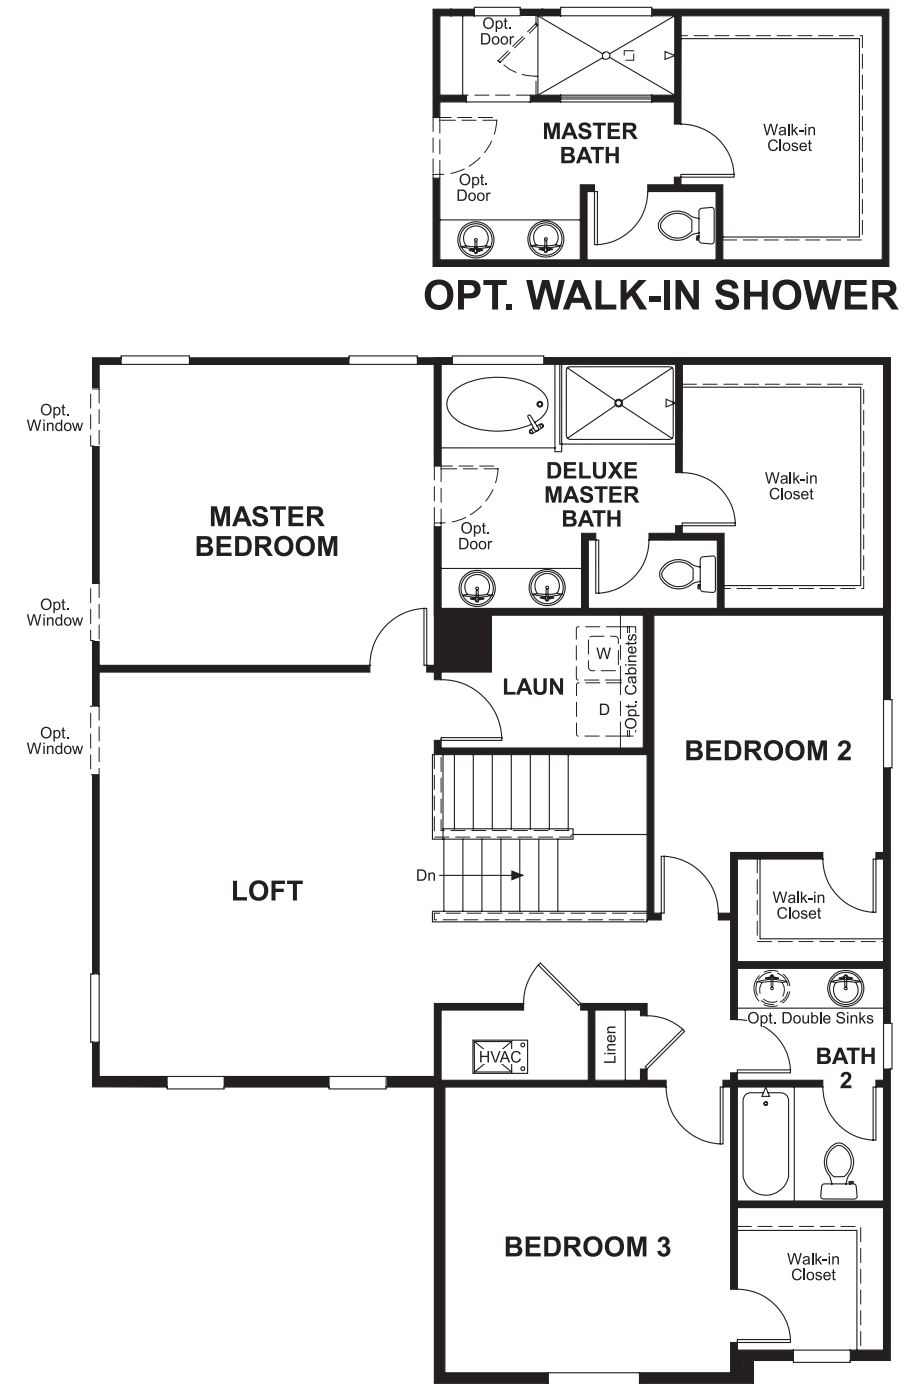 Opt.
Door
MASTER
BATH
Walk-in
Closet
Opt.
Door
OPT. WALK-IN SHOWER
Opt.
Window
DELUXE
MASTER
BATH
Walk-in
Closet
MASTER
BEDROOM
Opt.
Door
Opt.
Window
W
D
Opt. Cabinets
LAUN
Opt.
Window
BEDROOM 2
LOFT
Dn
Walk-in
Closet
Opt. Double Sinks
Linen
HVAC
BATH
2
BEDROOM 3
Walk-in
Closet